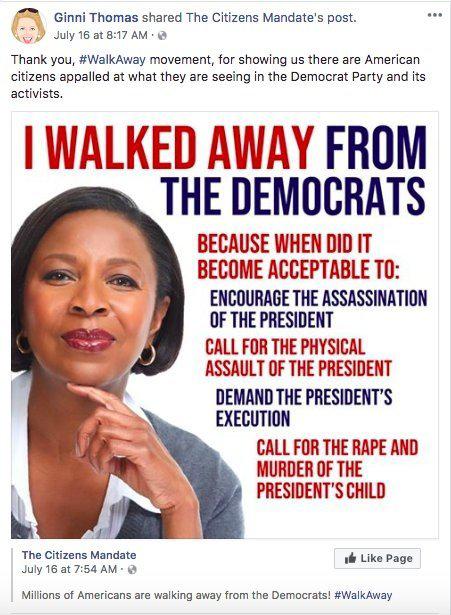 Ginni Thomas shared The Citizens Mandate's post.
July 16 at 8:17 AM ·
Thank you, #WalkAway movement, for showing us there are American
citizens appalled at what they are seeing in the Democrat Party and its
activists.
I WALKED AWAY FROM
THE DEMOCRATS
BECAUSE WHEN DID IT
BECOME ACCEPTABLE TO:
ENCOURAGE THE ASSASSINATION
OF THE PRESIDENT
CALL FOR THE PHYSICAL
ASSAULT OF THE PRESIDENT
DEMAND THE PRESIDENT'S
EXECUTION
CALL FOR THE RAPE AND
MURDER OF THE
PRESIDENT'S CHILD
The Citizens Mandate
July 16 at 7:54 AM ·
Like Page
Millions of Americans are walking away from the Democrats! #WalkAway